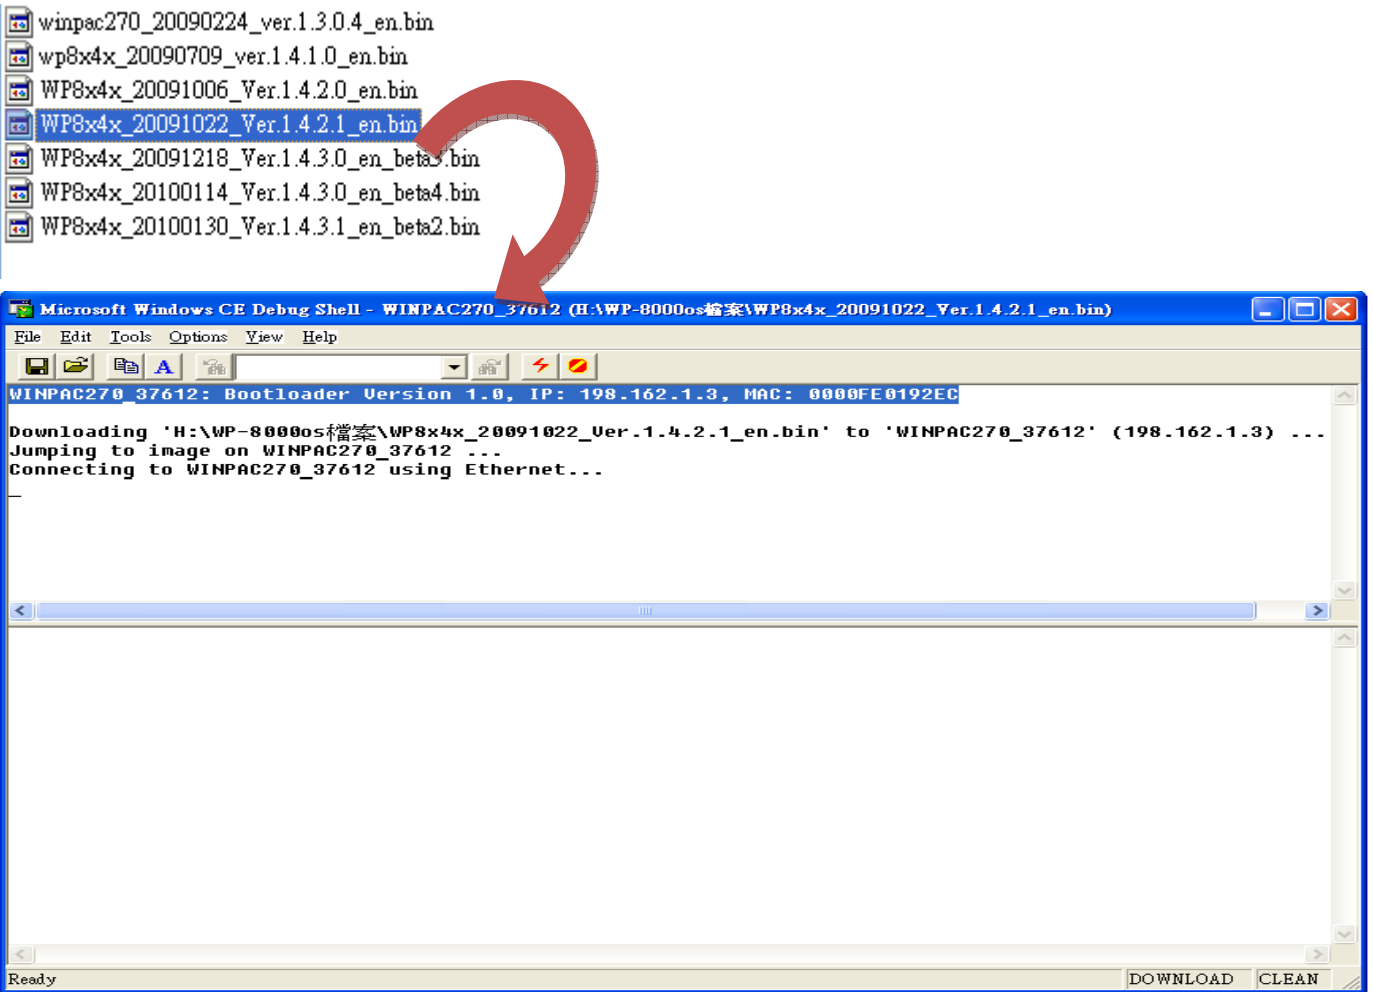 winpac270_20090224_ver.1.3.0.4_en.bin
wp8x4x_20090709_ver.1.4.1.0_en.bin
WP8x4x_20091006_Ver.1.4.2.0_en.bin
WP8x4x_20091022_Ver.1.4.2.1_en.bin
WP8x4x_20091218_Ver.1.4.3.0_en_beta3.bin
WP8x4x_20100114_Ver.1.4.3.0_en_beta4.bin
WP8x4x_20100130_Ver.1.4.3.1_en_beta2.bin
Microsoft Windows CE Debug Shell - WINPAC270_37612 (H:\WP-8000os檔案\WP8x4x_20091022_Ver.1.4.2.1_en.bin)
File Edit Tools Options View Help
A
WINPAC270_37612: Bootloader Version 1.0, IP: 198.162.1.3, MAC: 0000FE0192EC
Downloading 'H:\WP-8000os檔案\WP8x4x_20091022_Ver.1.4.2.1_en.bin' to 'WINPAC270_37612' (198.162.1.3) ...
Jumping to image on WINPAC270_37612 ...
Connecting to WINPAC270_37612 using Ethernet...
_
Ready DOWNLOAD CLEAN